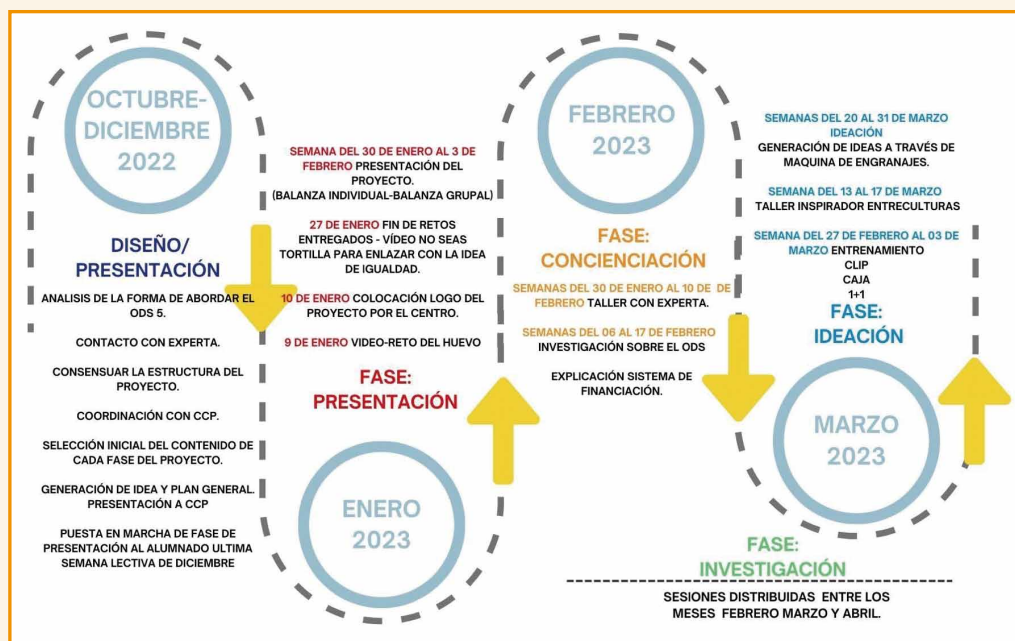 OCTUBRE-
DICIEMBRE
2022
DISEÑO/
PRESENTACIÓN
ANALISIS DE LA FORMA DE ABORDAR EL
ODS 5.
CONTACTO CON EXPERTA.
CONSENSUAR LA ESTRUCTURA DEL
PROYECTO.
COORDINACIÓN CON CCP.
SELECCIÓN INICIAL DEL CONTENIDO DE
CADA FASE DEL PROYECTO.
GENERACIÓN DE IDEA Y PLAN GENERAL.
PRESENTACIÓN A CCP
PUESTA EN MARCHA DE FASE DE
PRESENTACIÓN AL ALUMNADO ULTIMA
SEMANA LECTIVA DE DICIEMBRE
SEMANA DEL 30 DE ENERO AL 3 DE
FEBRERO PRESENTACIÓN DEL
PROYECTO.
(BALANZA INDIVIDUAL-BALANZA GRUPAL)
27 DE ENERO FIN DE RETOS
ENTREGADOS - VÍDEO NO SEAS
TORTILLA PARA ENLAZAR CON LA IDEA
DE IGUALDAD.
10 DE ENERO COLOCACIÓN LOGO DEL
PROYECTO POR EL CENTRO.
9 DE ENERO VIDEO-RETO DEL HUEVO
FASE:
PRESENTACIÓN
ENERO
2023
FEBRERO
2023
FASE:
CONCIENCIACIÓN
SEMANAS DEL 30 DE ENERO AL 10 DE DE
FEBRERO TALLER CON EXPERTA.
SEMANAS DEL 06 AL 17 DE FEBRERO
INVESTIGACIÓN SOBRE EL ODS
EXPLICACIÓN SISTEMA DE
FINANCIACIÓN.
SEMANAS DEL 20 AL 31 DE MARZO
IDEACIÓN
GENERACIÓN DE IDEAS A TRAVÉS DE
MAQUINA DE ENGRANAJES.
SEMANA DEL 13 AL 17 DE MARZO
TALLER INSPIRADOR ENTRECULTURAS
SEMANA DEL 27 DE FEBRERO AL 03 DE
MARZO ENTRENAMIENTO
CLIP
CAJA
1+1
FASE:
IDEACIÓN
MARZO
2023
FASE:
INVESTIGACIÓN
SESIONES DISTRIBUIDAS ENTRE LOS
MESES FEBRERO MARZO Y ABRIL.